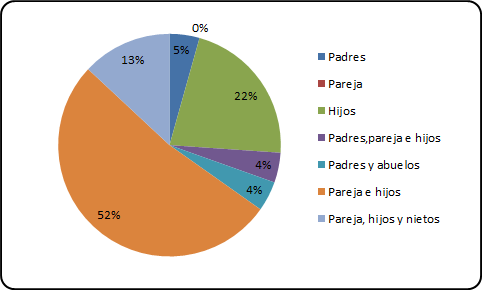 0%
5%
22%
4%
4%
52%
13%
Padres
Pareja
Hijos
Padres,pareja e hijos
Padres y abuelos
Pareja e hijos
Pareja, hijos y nietos